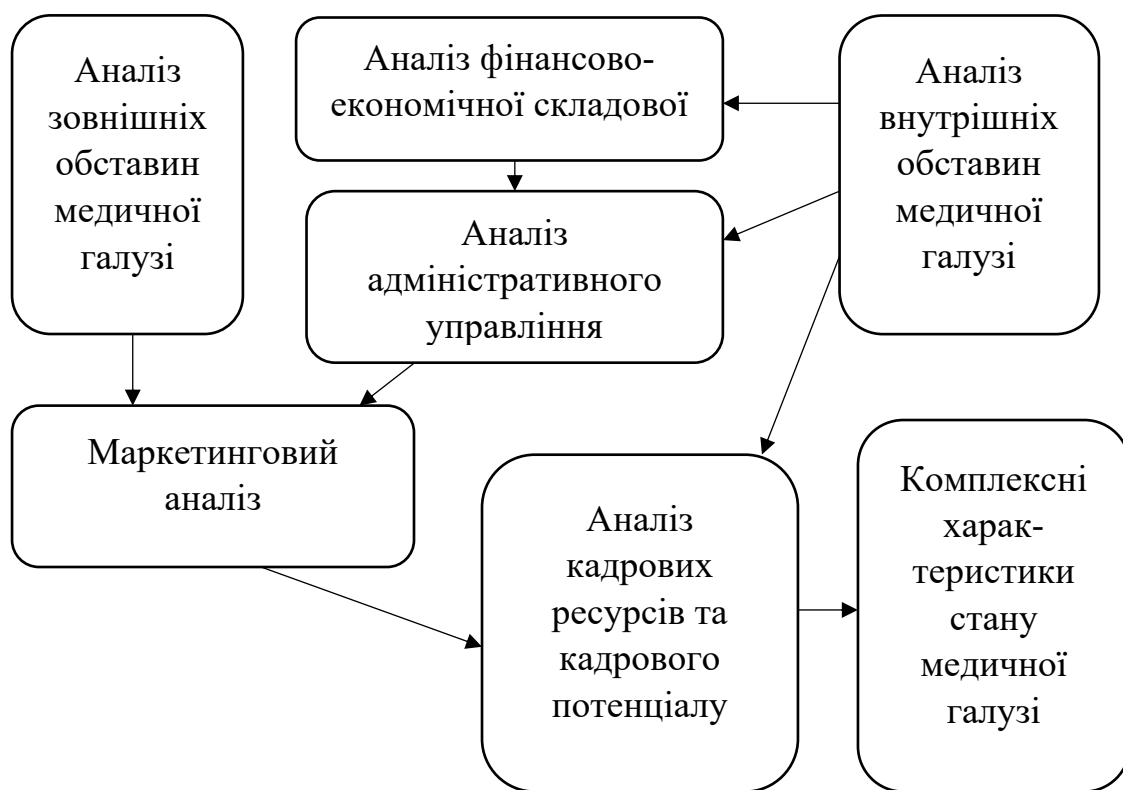 Аналіз
зовнішніх
обставин
медичної
галузі
Аналіз фінансово-
економічної складової
Аналіз
внутрішніх
обставин
медичної
галузі
Аналіз
адміністративного
управління
Маркетинговий
аналіз
Аналіз
кадрових
ресурсів та
кадрового
потенціалу
Комплексні
харак-
теристики
стану
медичної
галузі